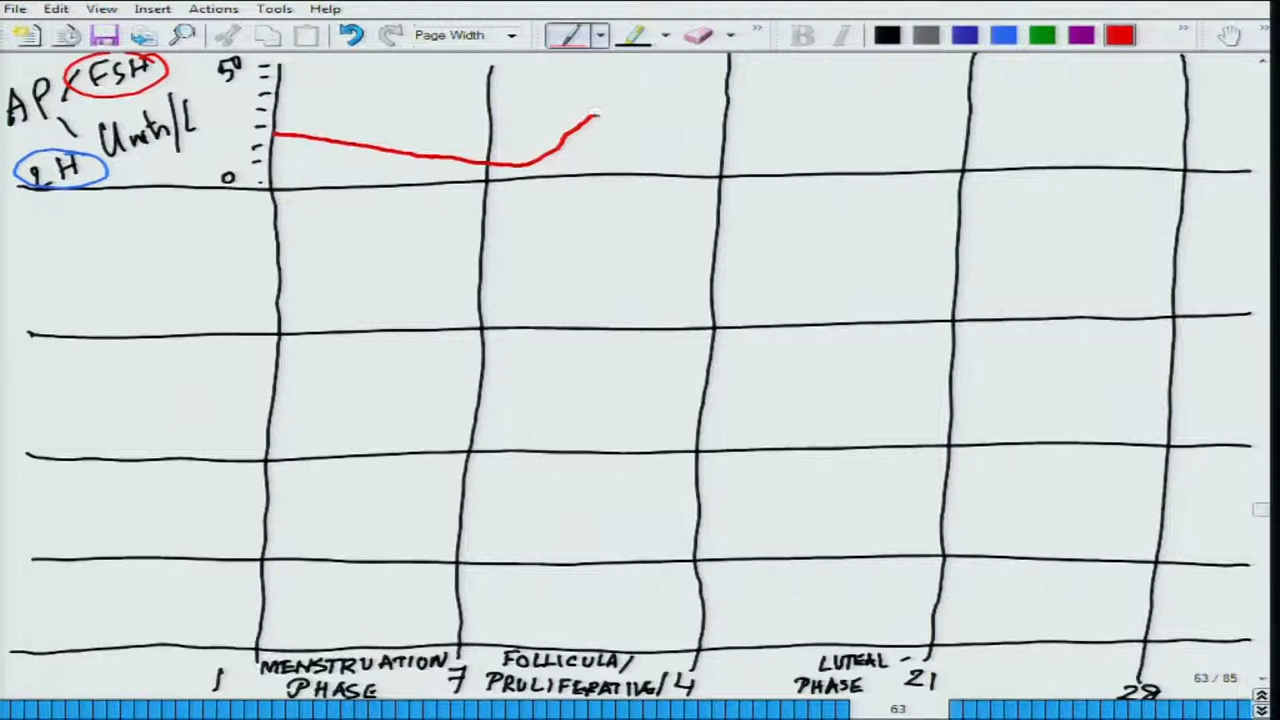 File Edit View Insert Actions Tools Help
Page Width
B I
AP FSH 50
Units/L
LH 0
MENSTRUATION FOLLICULA/ LUTEAL -
1 PHASE 7 PROLIFERATIVE/14 PHASE 21 28
63 / 85
63